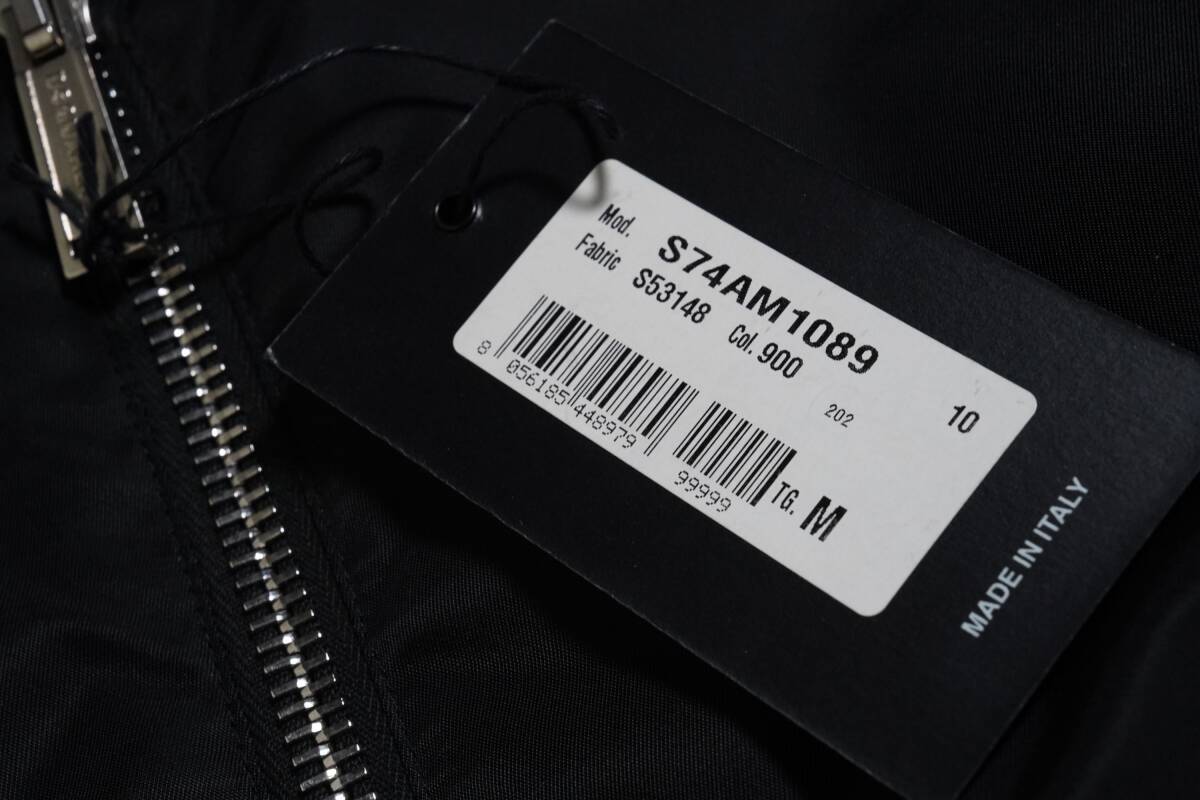 Mod. S74AM1089
Fabric S53148 Col. 900
202 10
8 056185 448979
99999 TG. M
MADE IN ITALY